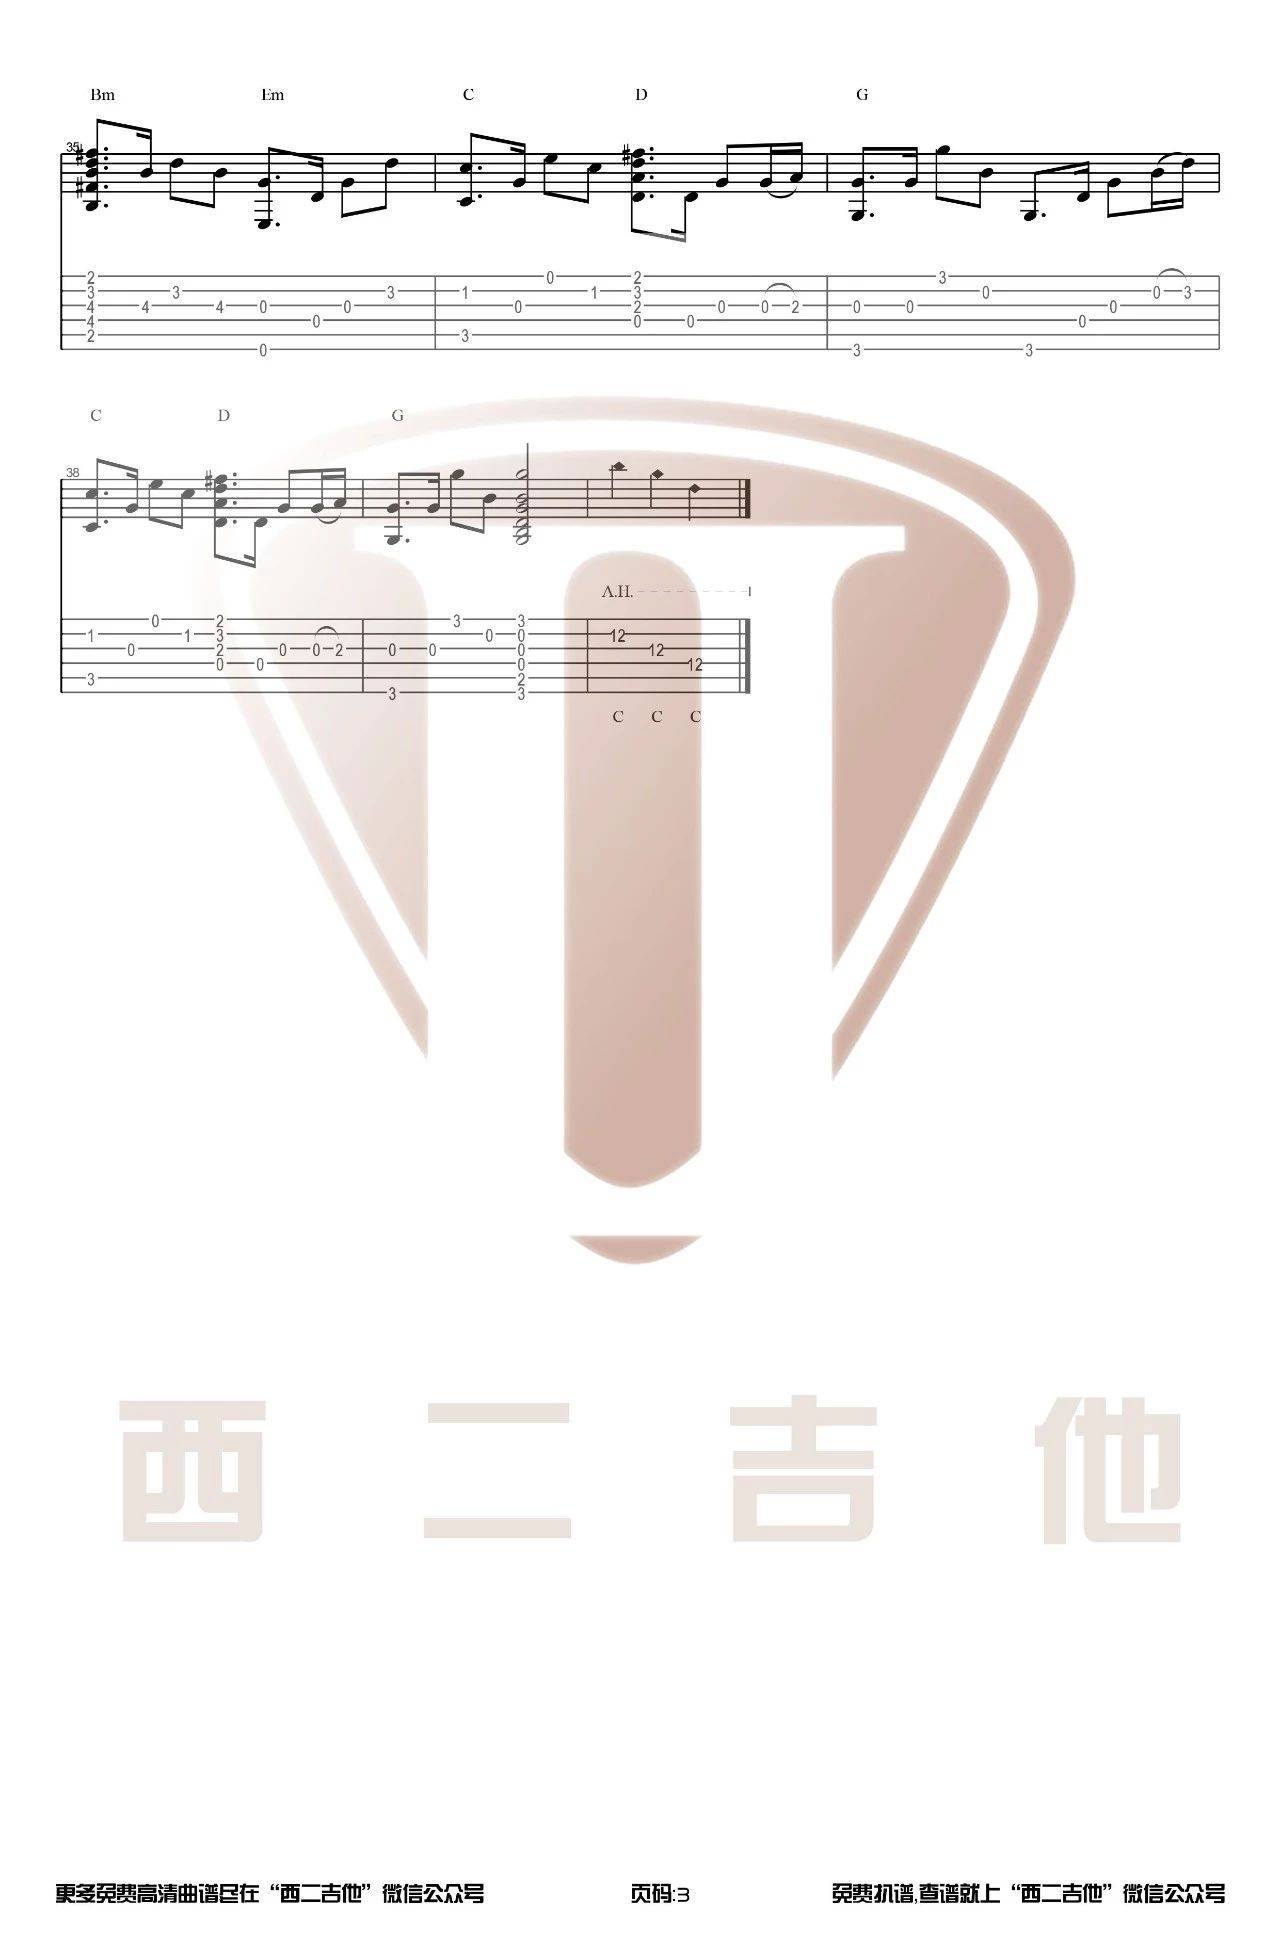 Bm Em C D G
35
2 3 0 2 3
3 3 3 1 1 3 0 0 3
4 4 4 0 0 0 2 0 0 2 0 0 0
4 0 0 0 0
2 3
0 3 3
C D G
38
A.H.
0 2 3 3
1 1 3 0 0 12
0 2 0 0 2 0 0 0 12
0 0 0 12
3 2
3 3
C C C
西二吉他
更多免费高清曲谱尽在“西二吉他”微信公众号
页码:3
免费扒谱,查谱就上“西二吉他”微信公众号